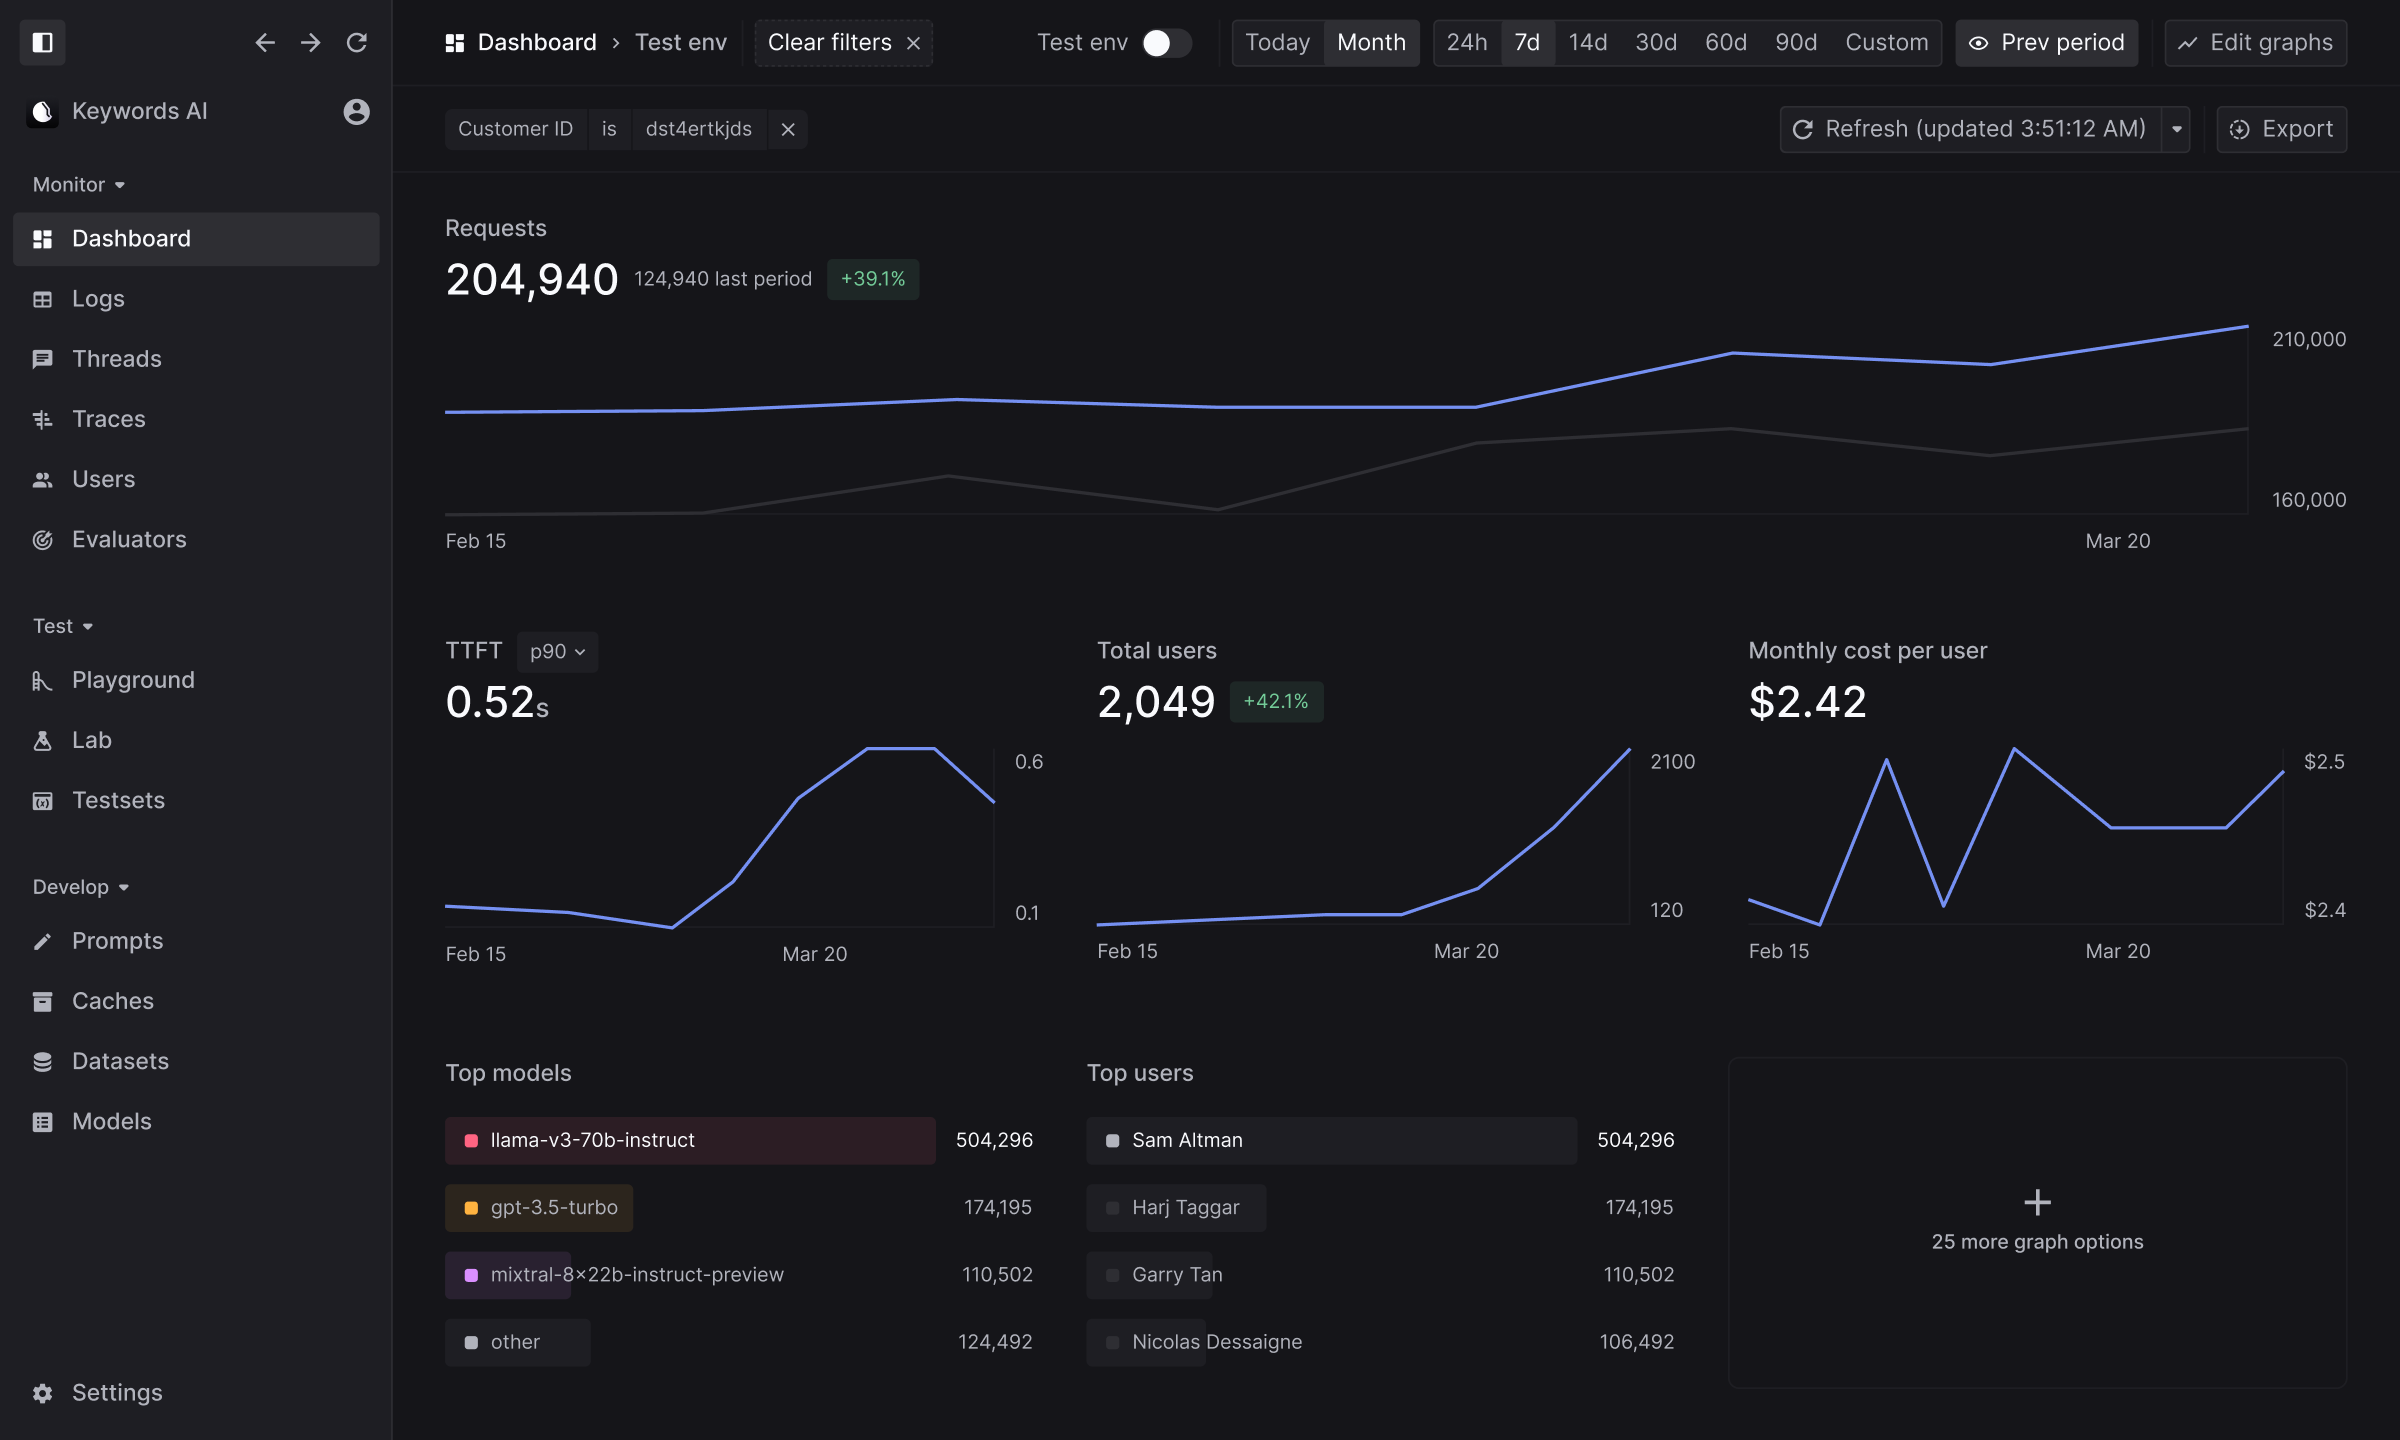 Keywords AI
Monitor
Dashboard
Logs
Threads
Traces
Users
Evaluators
Test
Playground
Lab
Testsets
Develop
Prompts
Caches
Datasets
Models
Settings
Dashboard › Test env
Clear filters ×
Test env
Today Month
24h 7d 14d 30d 60d 90d Custom
Prev period
Edit graphs
Customer ID is dst4ertkjds ×
Refresh (updated 3:51:12 AM)
Export
Requests
204,940 124,940 last period +39.1%
210,000
160,000
Feb 15 Mar 20
TTFT p90
0.52s
0.6
0.1
Feb 15 Mar 20
Total users
2,049 +42.1%
2100
120
Feb 15 Mar 20
Monthly cost per user
$2.42
$2.5
$2.4
Feb 15 Mar 20
Top models
llama-v3-70b-instruct 504,296
gpt-3.5-turbo 174,195
mixtral-8×22b-instruct-preview 110,502
other 124,492
Top users
Sam Altman 504,296
Harj Taggar 174,195
Garry Tan 110,502
Nicolas Dessaigne 106,492
25 more graph options